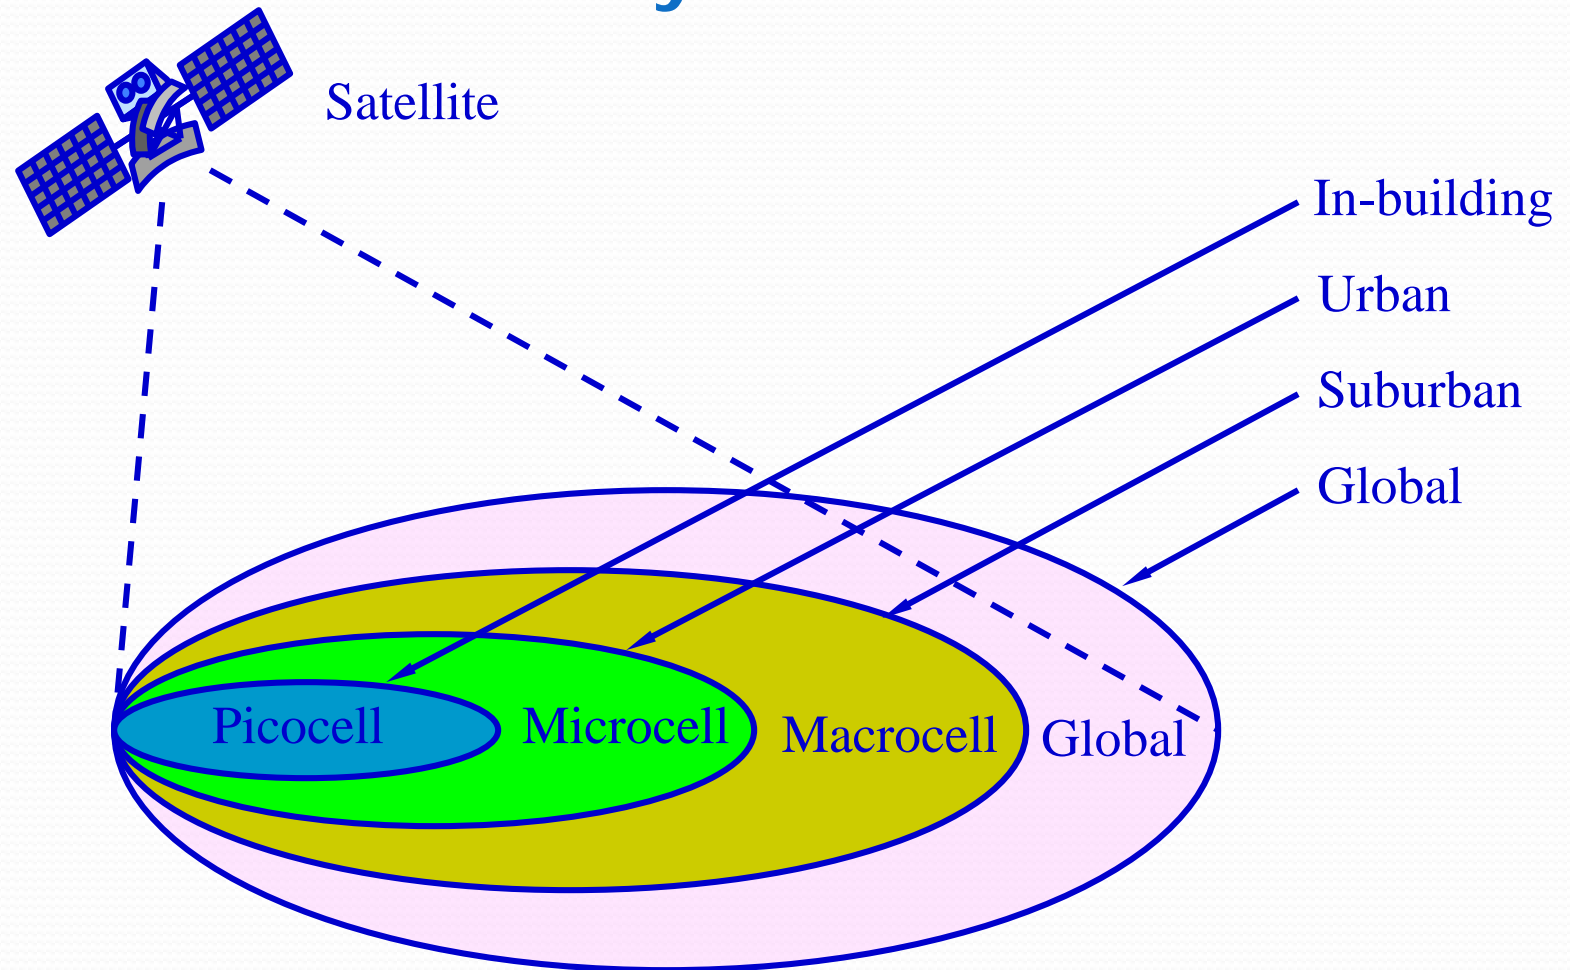 Satellite
In-building
Urban
Suburban
Global
Picocell
Microcell
Macrocell
Global